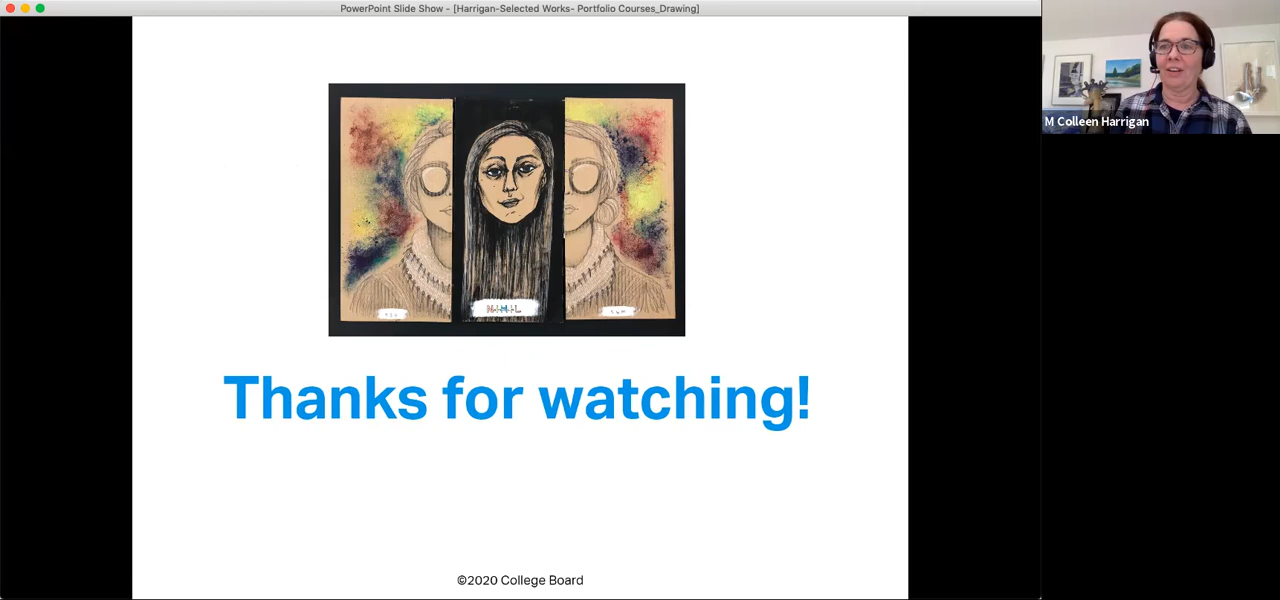 PowerPoint Slide Show - [Harrigan-Selected Works- Portfolio Courses_Drawing]
M Colleen Harrigan
Thanks for watching!
©2020 College Board